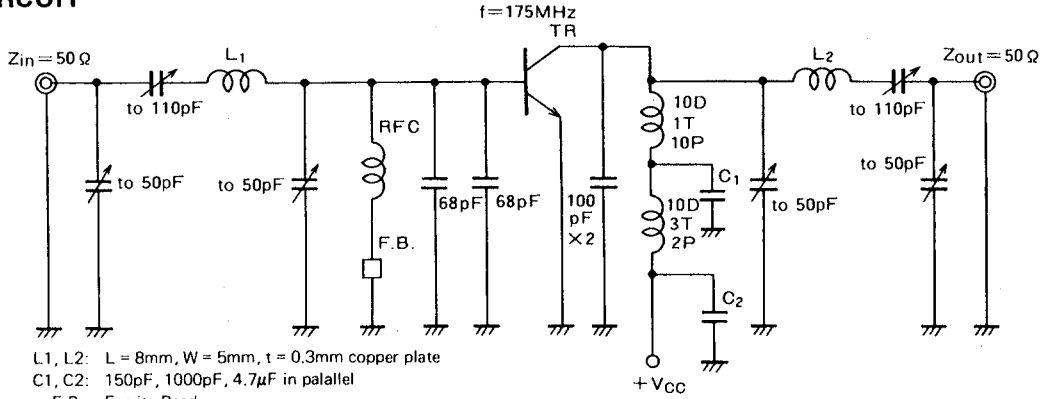 f=175MHz
TR
Zin=50Ω
L1
L2
Zout=50Ω
to 110pF
10D
1T
10P
to 110pF
RFC
C1
to 50pF
to 50pF
68pF
68pF
100
pF
×2
10D
3T
2P
to 50pF
to 50pF
F.B.
C2
+VCC
L1, L2: L = 8mm, W = 5mm, t = 0.3mm copper plate
C1, C2: 150pF, 1000pF, 4.7μF in palallel